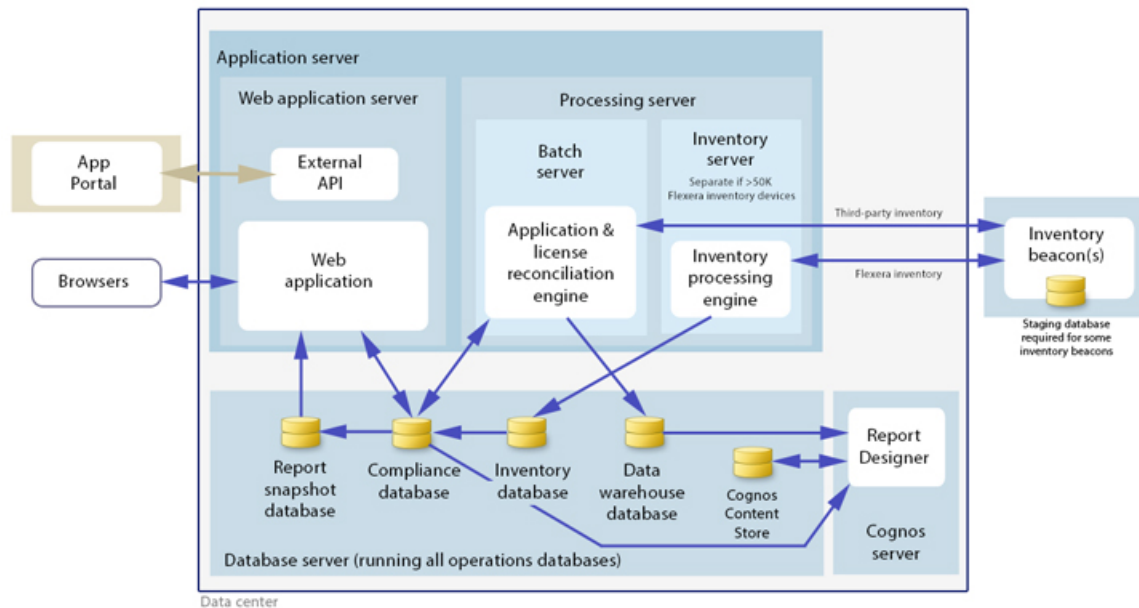 Application server
Web application server
Processing server
App
Portal
External
API
Batch
server
Inventory
server
Separate if >50K
Flexera inventory devices
Third-party inventory
Application &
license
reconciliation
engine
Web
application
Inventory
processing
engine
Inventory
beacon(s)
Flexera inventory
Browsers
Staging database
required for some
inventory beacons
Report
snapshot
database
Compliance
database
Inventory
database
Data
warehouse
database
Cognos
Content
Store
Report
Designer
Cognos
server
Database server (running all operations databases)
Data center